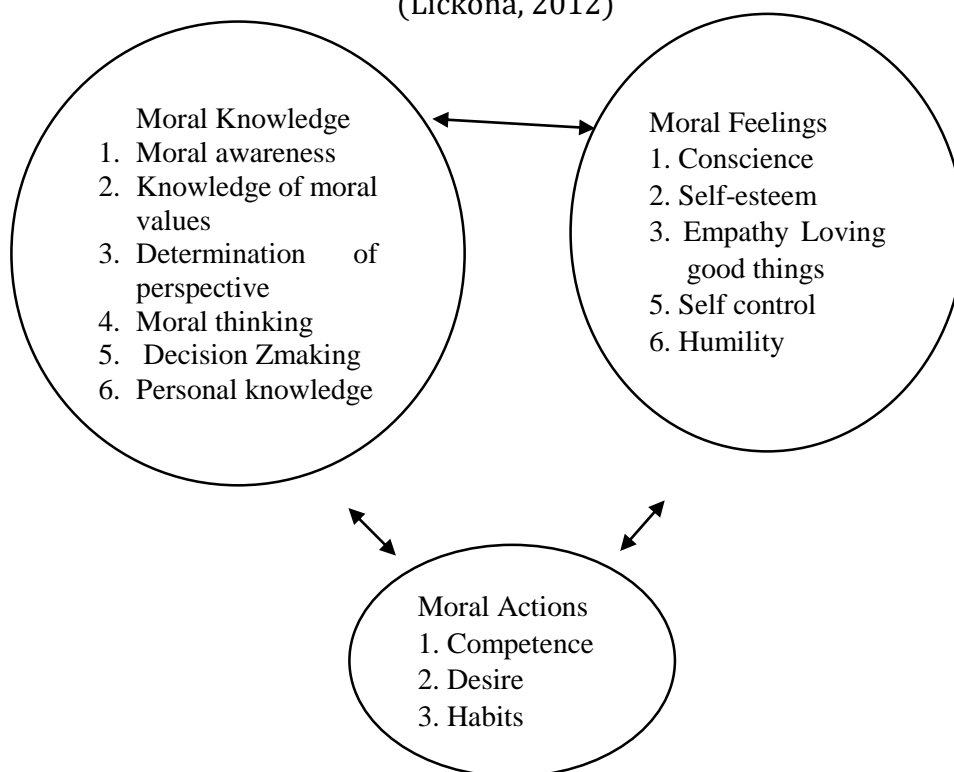 (Lickona, 2012)
Moral Knowledge
1. Moral awareness
2. Knowledge of moral
values
3. Determination of
perspective
4. Moral thinking
5. Decision Zmaking
6. Personal knowledge
Moral Feelings
1. Conscience
2. Self-esteem
3. Empathy Loving
good things
5. Self control
6. Humility
Moral Actions
1. Competence
2. Desire
3. Habits